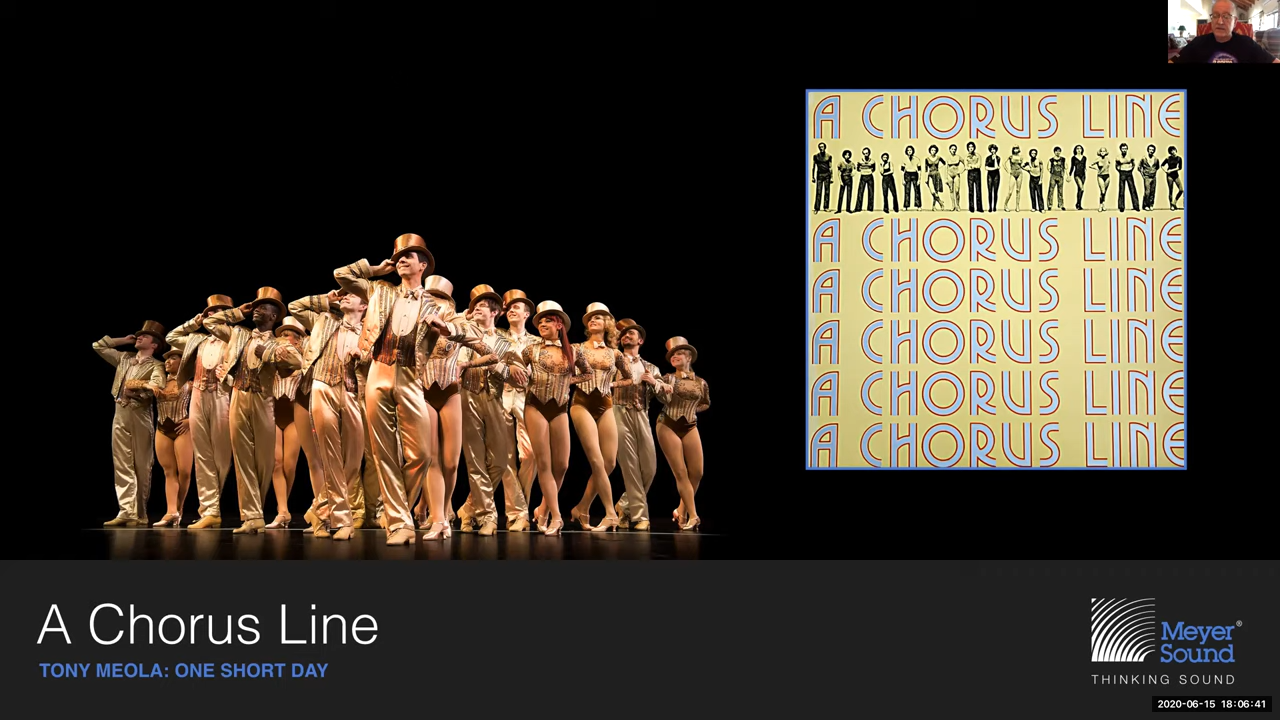 A CHORUS LINE
A CHORUS LINE
A CHORUS LINE
A CHORUS LINE
A CHORUS LINE
A CHORUS LINE
A Chorus Line
TONY MEOLA: ONE SHORT DAY
Meyer®
Sound
THINKING SOUND
2020-06-15 18:06:41